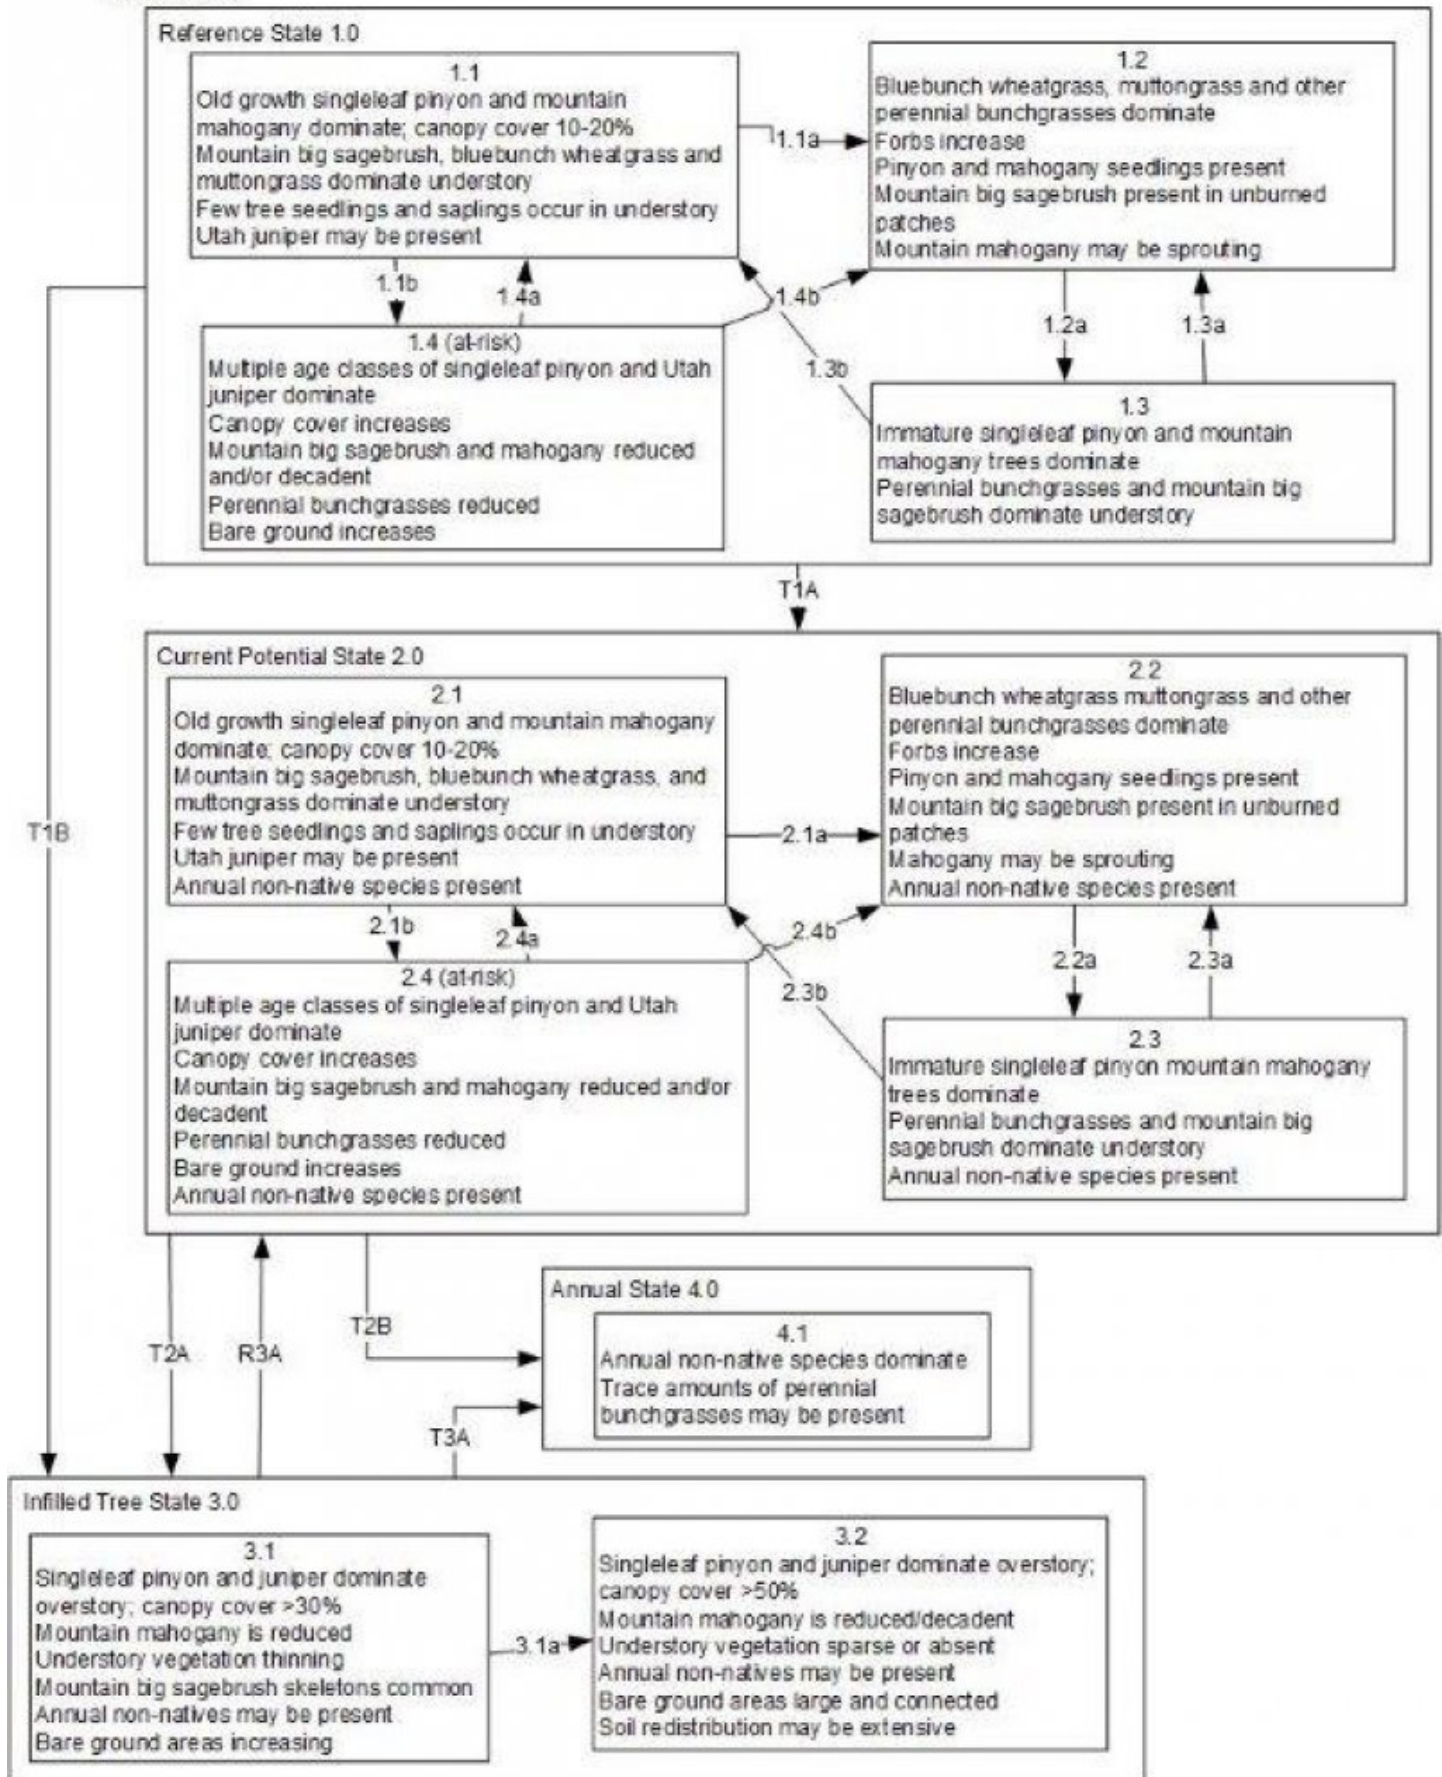 Reference State 1.0
1.1
Old growth singleleaf pinyon and mountain
mahogany dominate; canopy cover 10-20%
Mountain big sagebrush, bluebunch wheatgrass and
muttongrass dominate understory
Few tree seedlings and saplings occur in understory
Utah juniper may be present
1.1a
1.2
Bluebunch wheatgrass, muttongrass and other
perennial bunchgrasses dominate
Forbs increase
Pinyon and mahogany seedlings present
Mountain big sagebrush present in unburned
patches
Mountain mahogany may be sprouting
1.1b
1.4a
1.4b
1.3b
1.2a
1.3a
1.4 (at-risk)
Multiple age classes of singleleaf pinyon and Utah
juniper dominate
Canopy cover increases
Mountain big sagebrush and mahogany reduced
and/or decadent
Perennial bunchgrasses reduced
Bare ground increases
1.3
Immature singleleaf pinyon and mountain
mahogany trees dominate
Perennial bunchgrasses and mountain big
sagebrush dominate understory
T1A
T1B
Current Potential State 2.0
2.1
Old growth singleleaf pinyon and mountain mahogany
dominate; canopy cover 10-20%
Mountain big sagebrush, bluebunch wheatgrass, and
muttongrass dominate understory
Few tree seedlings and saplings occur in understory
Utah juniper may be present
Annual non-native species present
2.1a
2.2
Bluebunch wheatgrass muttongrass and other
perennial bunchgrasses dominate
Forbs increase
Pinyon and mahogany seedlings present
Mountain big sagebrush present in unburned
patches
Mahogany may be sprouting
Annual non-native species present
2.1b
2.4a
2.4b
2.3b
2.2a
2.3a
2.4 (at-risk)
Multiple age classes of singleleaf pinyon and Utah
juniper dominate
Canopy cover increases
Mountain big sagebrush and mahogany reduced and/or
decadent
Perennial bunchgrasses reduced
Bare ground increases
Annual non-native species present
2.3
Immature singleleaf pinyon mountain mahogany
trees dominate
Perennial bunchgrasses and mountain big
sagebrush dominate understory
Annual non-native species present
T2A
R3A
T2B
T3A
Annual State 4.0
4.1
Annual non-native species dominate
Trace amounts of perennial
bunchgrasses may be present
Infilled Tree State 3.0
3.1
Singleleaf pinyon and juniper dominate
overstory; canopy cover >30%
Mountain mahogany is reduced
Understory vegetation thinning
Mountain big sagebrush skeletons common
Annual non-natives may be present
Bare ground areas increasing
3.1a
3.2
Singleleaf pinyon and juniper dominate overstory;
canopy cover >50%
Mountain mahogany is reduced/decadent
Understory vegetation sparse or absent
Annual non-natives may be present
Bare ground areas large and connected
Soil redistribution may be extensive